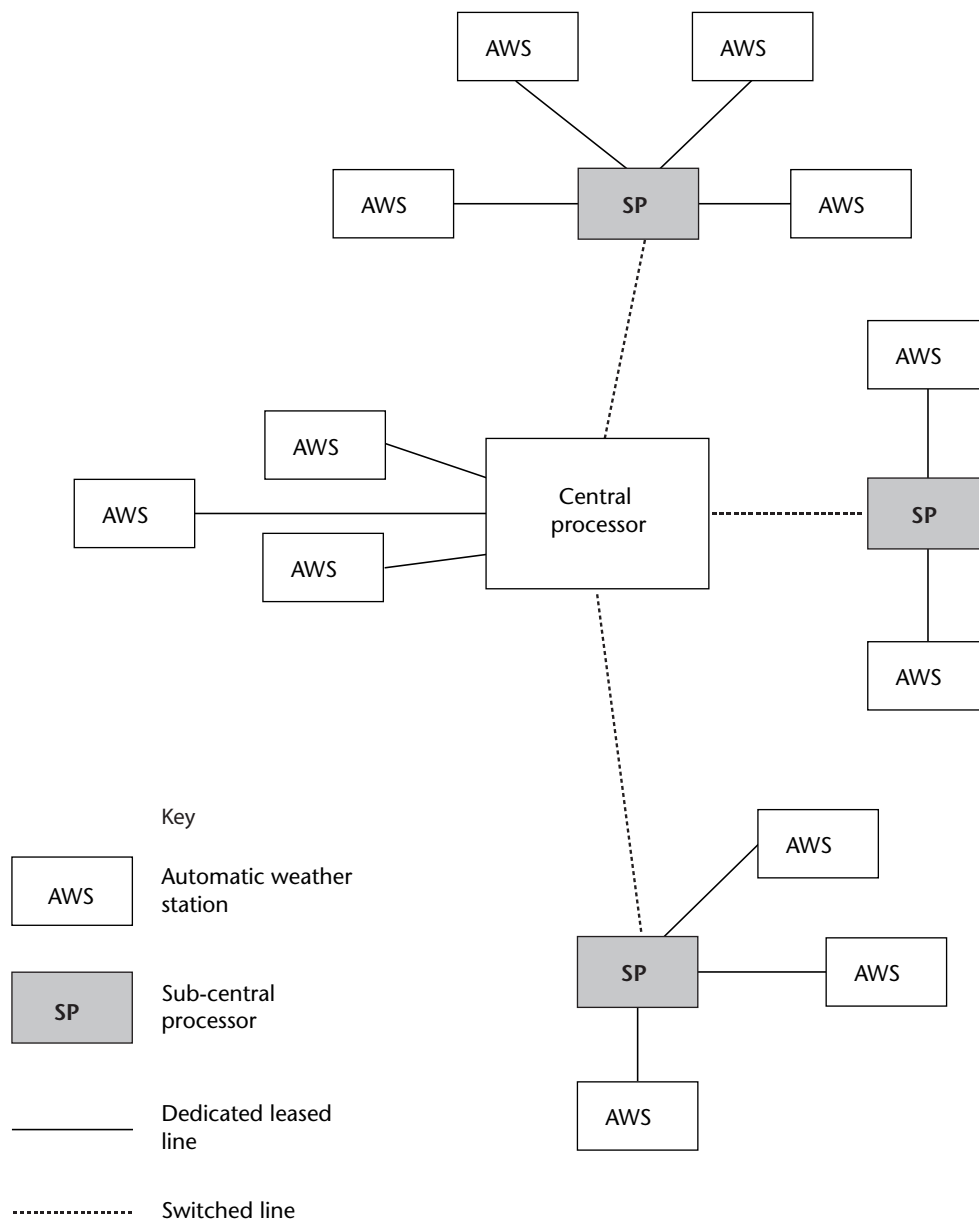 AWS
AWS
AWS
SP
AWS
AWS
AWS
Central
processor
AWS
SP
AWS
AWS
Key
AWS
AWS
Automatic weather
station
SP
AWS
SP
Sub-central
processor
AWS
Dedicated leased
line
Switched line